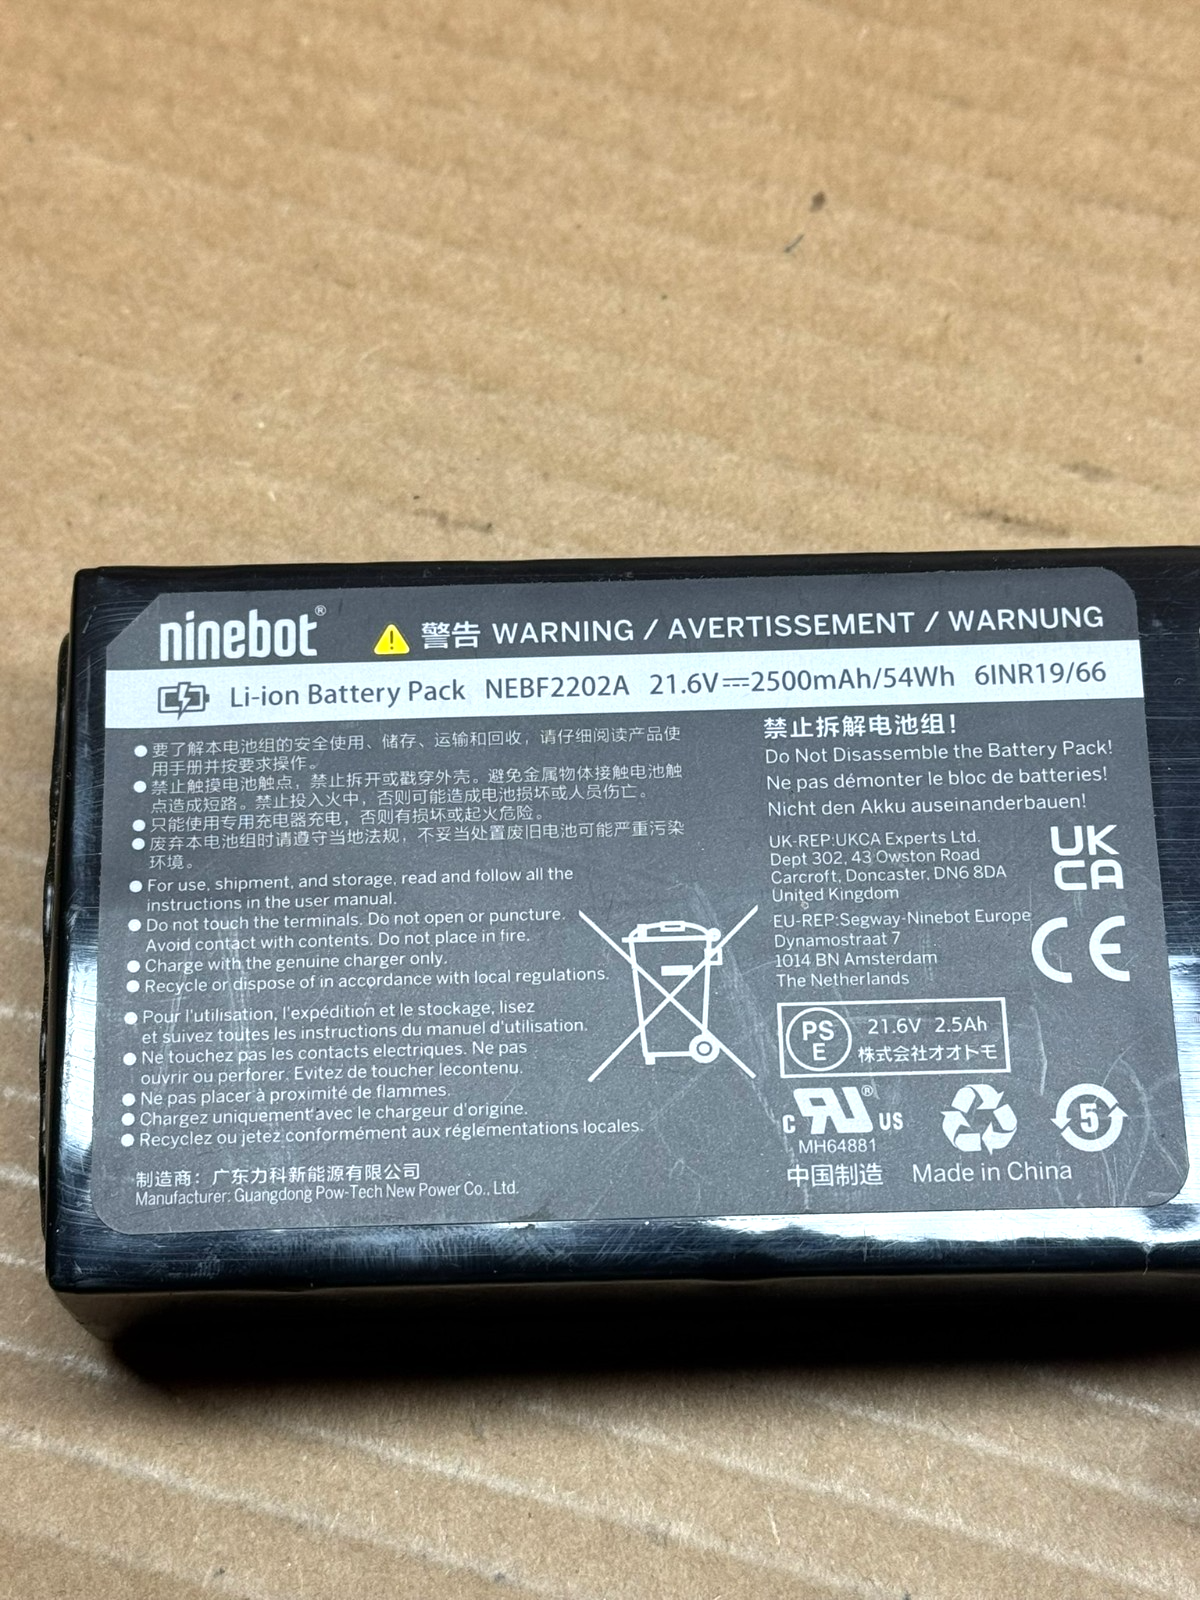 ninebot®
警告 WARNING / AVERTISSEMENT / WARNUNG
Li-ion Battery Pack NEBF2202A 21.6V⎓2500mAh/54Wh 6INR19/66
● 要了解本电池组的安全使用、储存、运输和回收，请仔细阅读产品使
用手册并按要求操作。
● 禁止触摸电池触点，禁止拆开或戳穿外壳。避免金属物体接触电池触
点造成短路。禁止投入火中，否则可能造成电池损坏或人员伤亡。
● 只能使用专用充电器充电，否则有损坏或起火危险。
● 废弃本电池组时请遵守当地法规，不妥当处置废旧电池可能严重污染
环境。
● For use, shipment, and storage, read and follow all the
instructions in the user manual.
● Do not touch the terminals. Do not open or puncture.
Avoid contact with contents. Do not place in fire.
● Charge with the genuine charger only.
● Recycle or dispose of in accordance with local regulations.
● Pour l'utilisation, l'expédition et le stockage, lisez
et suivez toutes les instructions du manuel d'utilisation.
● Ne touchez pas les contacts electriques. Ne pas
ouvrir ou perforer. Evitez de toucher lecontenu.
● Ne pas placer à proximité de flammes.
● Chargez uniquement avec le chargeur d'origine.
● Recyclez ou jetez conformément aux réglementations locales.
制造商：广东力科新能源有限公司
Manufacturer: Guangdong Pow-Tech New Power Co., Ltd.
禁止拆解电池组！
Do Not Disassemble the Battery Pack!
Ne pas démonter le bloc de batteries!
Nicht den Akku auseinanderbauen!
UK-REP:UKCA Experts Ltd.
Dept 302, 43 Owston Road
Carcroft, Doncaster, DN6 8DA
United Kingdom
UK
CA
EU-REP:Segway-Ninebot Europe
Dynamostraat 7
1014 BN Amsterdam
The Netherlands
CE
PS
E
21.6V 2.5Ah
株式会社オオトモ
c RU® US
MH64881
5
中国制造 Made in China